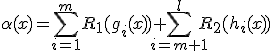 α(x)=∑_{i=1}^{m} R_1(g_i(x))+∑_{i=m+1}^{l} R_2(h_i(x))